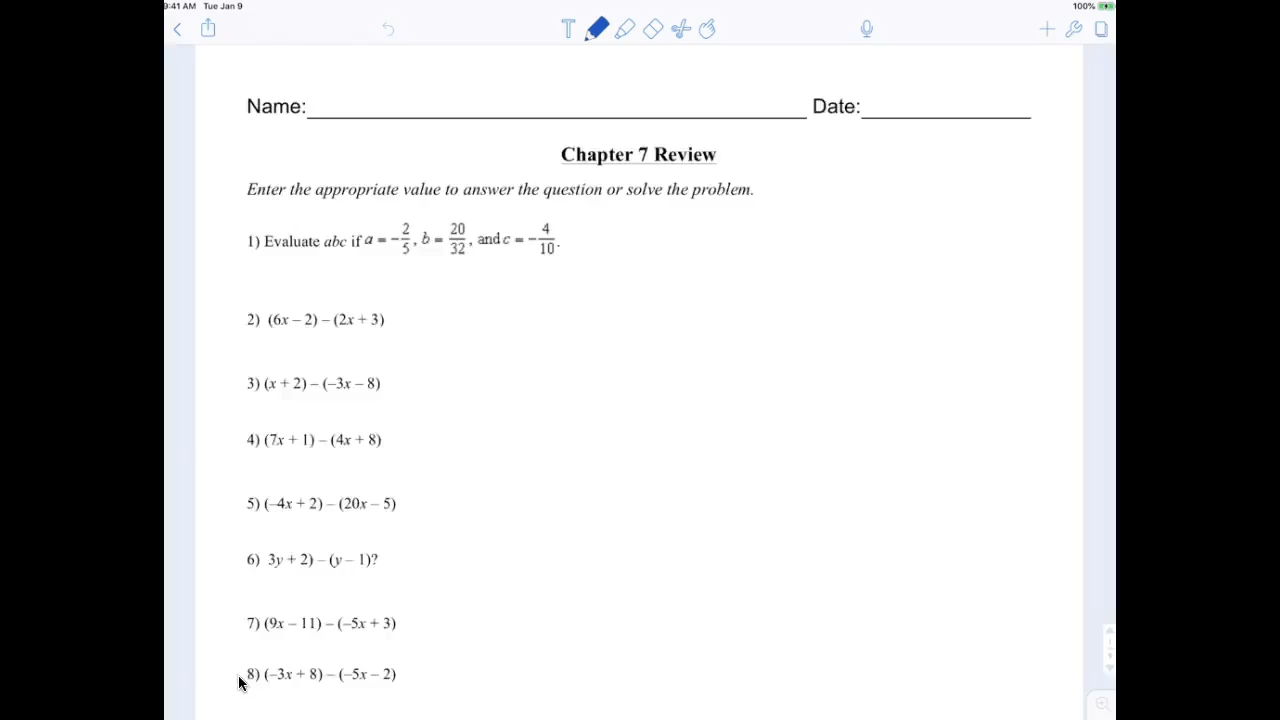 9:41 AM Tue Jan 9 100%
T
Name: Date:
Chapter 7 Review
Enter the appropriate value to answer the question or solve the problem.
1) Evaluate abc if a = −2/5, b = 20/32, and c = −4/10.
2) (6x – 2) – (2x + 3)
3) (x + 2) – (–3x – 8)
4) (7x + 1) – (4x + 8)
5) (–4x + 2) – (20x – 5)
6) 3y + 2) – (y – 1)?
7) (9x – 11) – (–5x + 3)
8) (–3x + 8) – (–5x – 2)